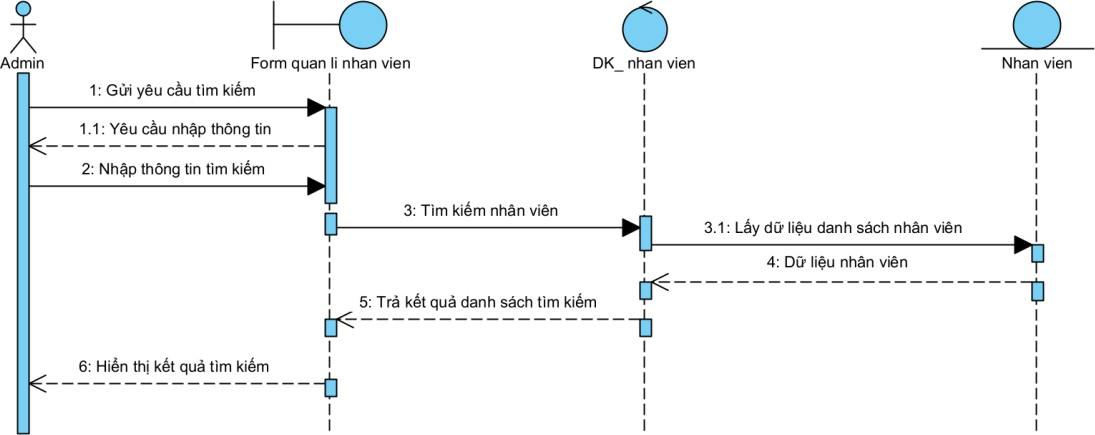 Admin
Form quan li nhan vien
DK_ nhan vien
Nhan vien
1: Gửi yêu cầu tìm kiếm
1.1: Yêu cầu nhập thông tin
2: Nhập thông tin tìm kiếm
3: Tìm kiếm nhân viên
3.1: Lấy dữ liệu danh sách nhân viên
4: Dữ liệu nhân viên
5: Trả kết quả danh sách tìm kiếm
6: Hiển thị kết quả tìm kiếm